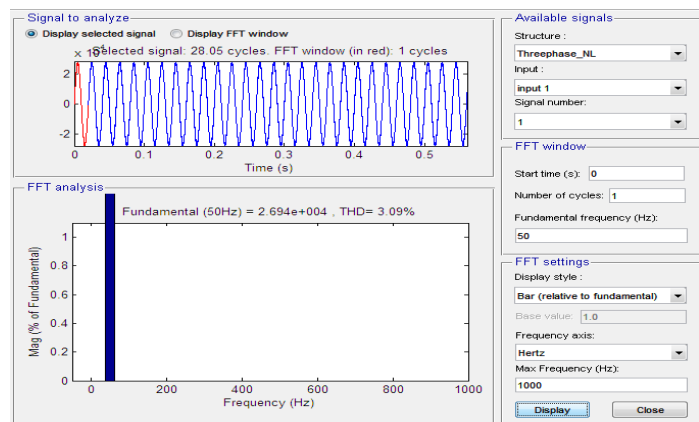 Signal to analyze
Display selected signal Display FFT window
Selected signal: 28.05 cycles. FFT window (in red): 1 cycles
x 10
2
0
-2
0 0.1 0.2 0.3 0.4 0.5
Time (s)
FFT analysis
Fundamental (50Hz) = 2.694e+004 , THD= 3.09%
Mag (% of Fundamental)
1
0.8
0.6
0.4
0.2
0
0 200 400 600 800 1000
Frequency (Hz)
Available signals
Structure :
Threephase_NL
Input :
input 1
Signal number:
1
FFT window
Start time (s): 0
Number of cycles: 1
Fundamental frequency (Hz):
50
FFT settings
Display style :
Bar (relative to fundamental)
Base value: 1.0
Frequency axis:
Hertz
Max Frequency (Hz):
1000
Display Close